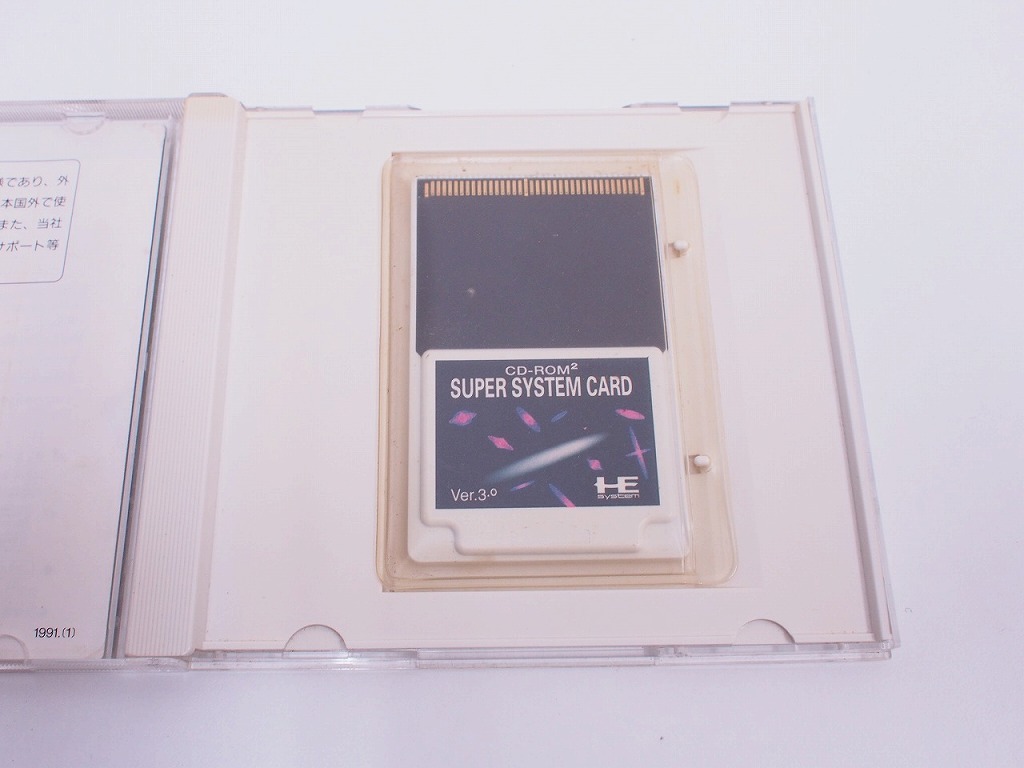 であり、外
本国外で使
また、当社
サポート等
1991.(1)
CD-ROM²
SUPER SYSTEM CARD
Ver.3.0
HE
system